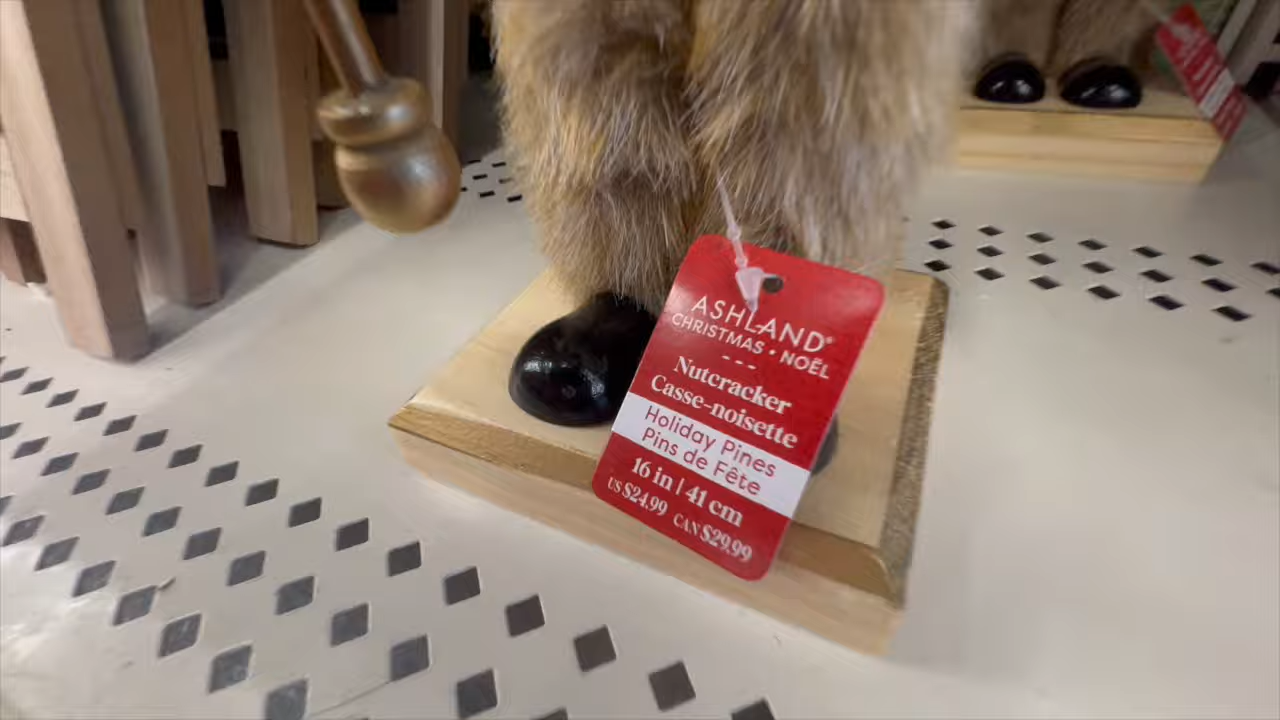 ASHLAND®
CHRISTMAS • NOËL
Nutcracker
Casse-noisette
Holiday Pines
Pins de Fête
16 in | 41 cm
US $24.99 CAN $29.99